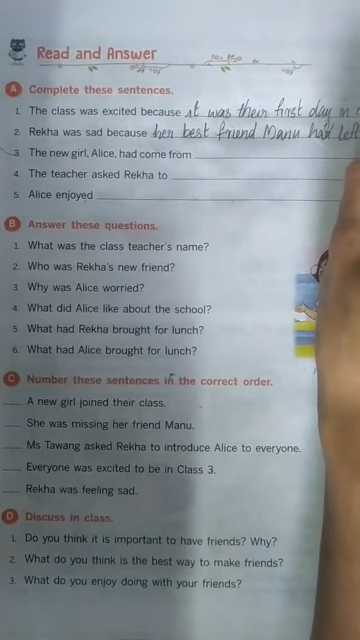 Read and Answer
A Complete these sentences.
1. The class was excited because it was their first day in
2. Rekha was sad because her best friend Manu had left
3. The new girl, Alice, had come from
4. The teacher asked Rekha to
5. Alice enjoyed
B Answer these questions.
1. What was the class teacher's name?
2. Who was Rekha's new friend?
3. Why was Alice worried?
4. What did Alice like about the school?
5. What had Rekha brought for lunch?
6. What had Alice brought for lunch?
C Number these sentences in the correct order.
A new girl joined their class.
She was missing her friend Manu.
Ms Tawang asked Rekha to introduce Alice to everyone.
Everyone was excited to be in Class 3.
Rekha was feeling sad.
D Discuss in class.
1. Do you think it is important to have friends? Why?
2. What do you think is the best way to make friends?
3. What do you enjoy doing with your friends?